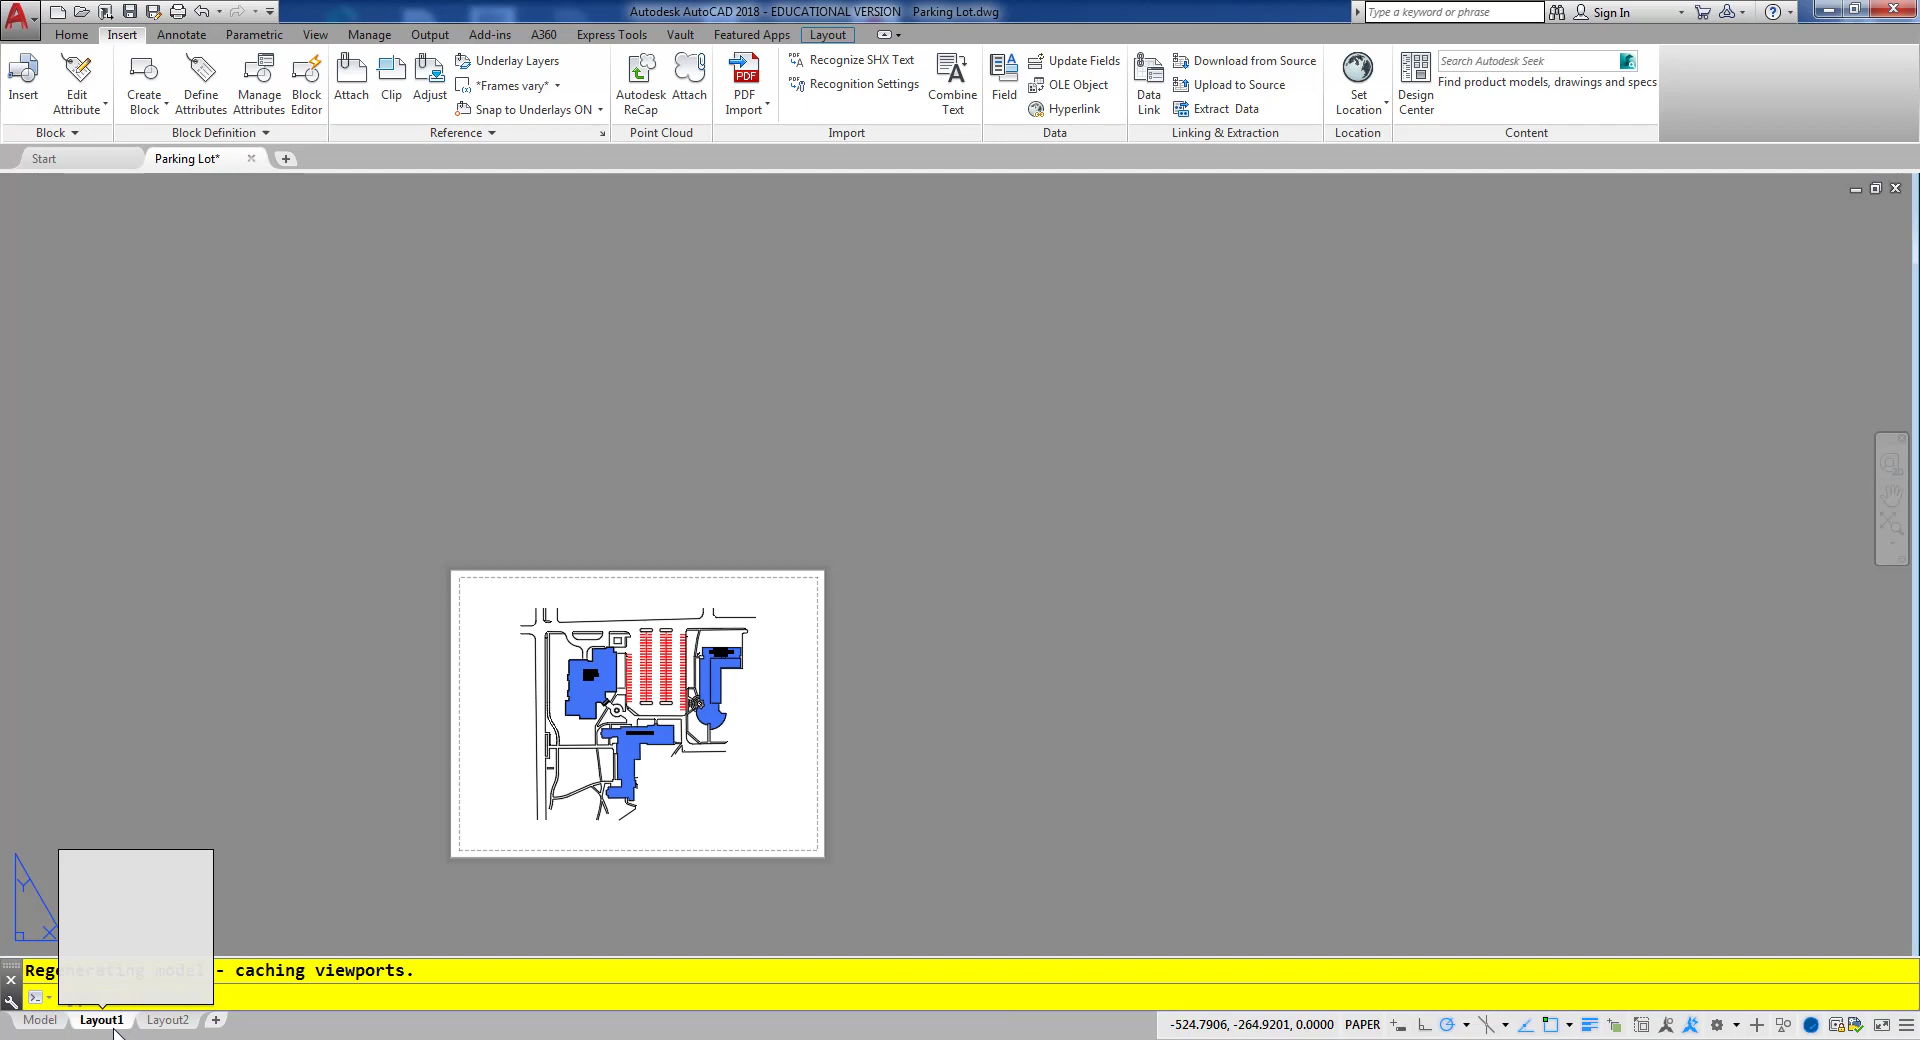 Autodesk AutoCAD 2018 - EDUCATIONAL VERSION Parking Lot.dwg
Type a keyword or phrase
Sign In
Home Insert Annotate Parametric View Manage Output Add-ins A360 Express Tools Vault Featured Apps Layout
Insert
Edit
Attribute
Block
Create
Block
Define
Attributes
Manage
Attributes
Block
Editor
Block Definition
Attach
Clip
Adjust
Underlay Layers
*Frames vary*
Snap to Underlays ON
Reference
Autodesk
ReCap
Attach
Point Cloud
PDF
PDF
Import
Recognize SHX Text
Recognition Settings
Combine
Text
Import
Field
Update Fields
OLE Object
Hyperlink
Data
Data
Link
Download from Source
Upload to Source
Extract Data
Linking & Extraction
Set
Location
Location
Design
Center
Search Autodesk Seek
Find product models, drawings and specs
Content
Start
Parking Lot*
Y
X
Regenerating model - caching viewports.
Model Layout1 Layout2
-524.7906, -264.9201, 0.0000 PAPER